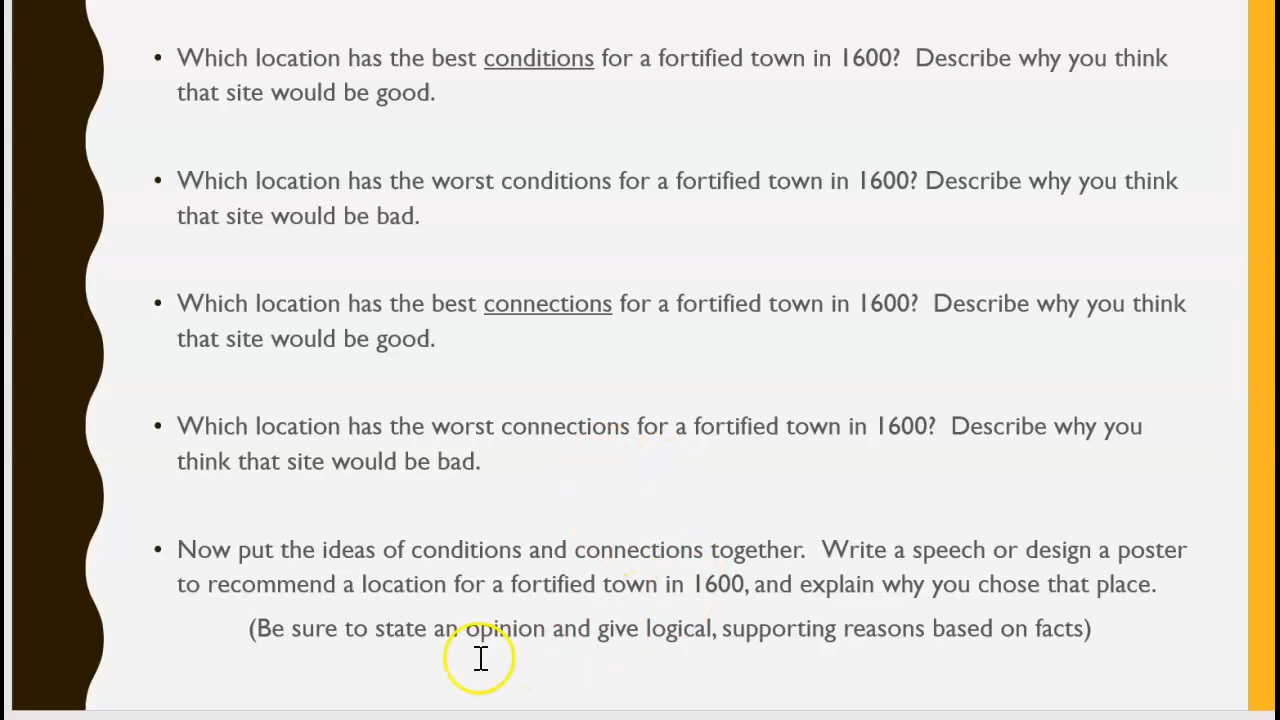 • Which location has the best conditions for a fortified town in 1600? Describe why you think
that site would be good.
• Which location has the worst conditions for a fortified town in 1600? Describe why you think
that site would be bad.
• Which location has the best connections for a fortified town in 1600? Describe why you think
that site would be good.
• Which location has the worst connections for a fortified town in 1600? Describe why you
think that site would be bad.
• Now put the ideas of conditions and connections together. Write a speech or design a poster
to recommend a location for a fortified town in 1600, and explain why you chose that place.
(Be sure to state an opinion and give logical, supporting reasons based on facts)